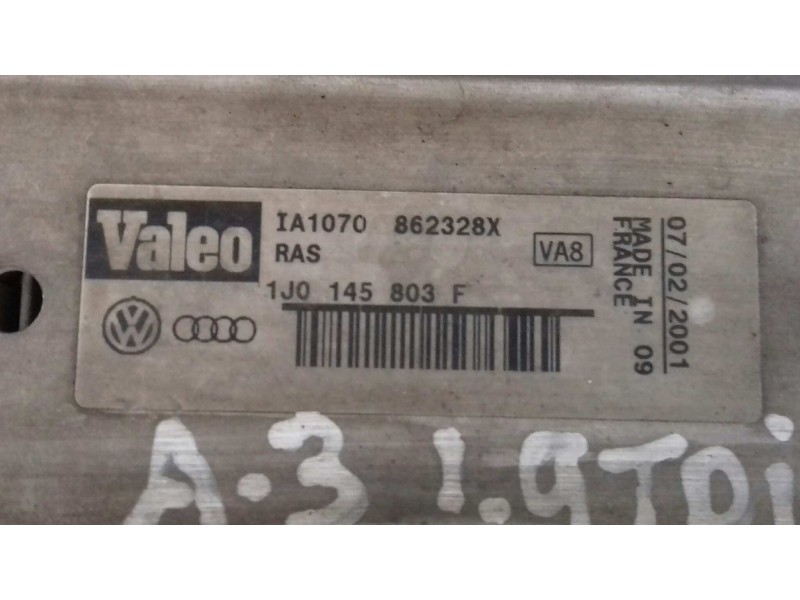 Valeo
IA1070 862328X
RAS
VA8
1J0 145 803 F
07/02/2001
MADE IN 09
FRANCE
A.3 1.9TDi